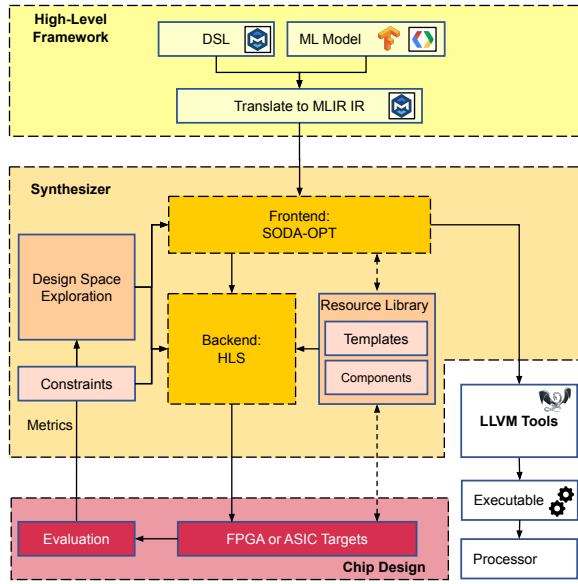 High-Level
Framework
DSL
ML Model
Translate to MLIR IR
Synthesizer
Frontend:
SODA-OPT
Design Space
Exploration
Backend:
HLS
Resource Library
Templates
Components
Constraints
Metrics
LLVM Tools
Executable
Processor
Evaluation
FPGA or ASIC Targets
Chip Design